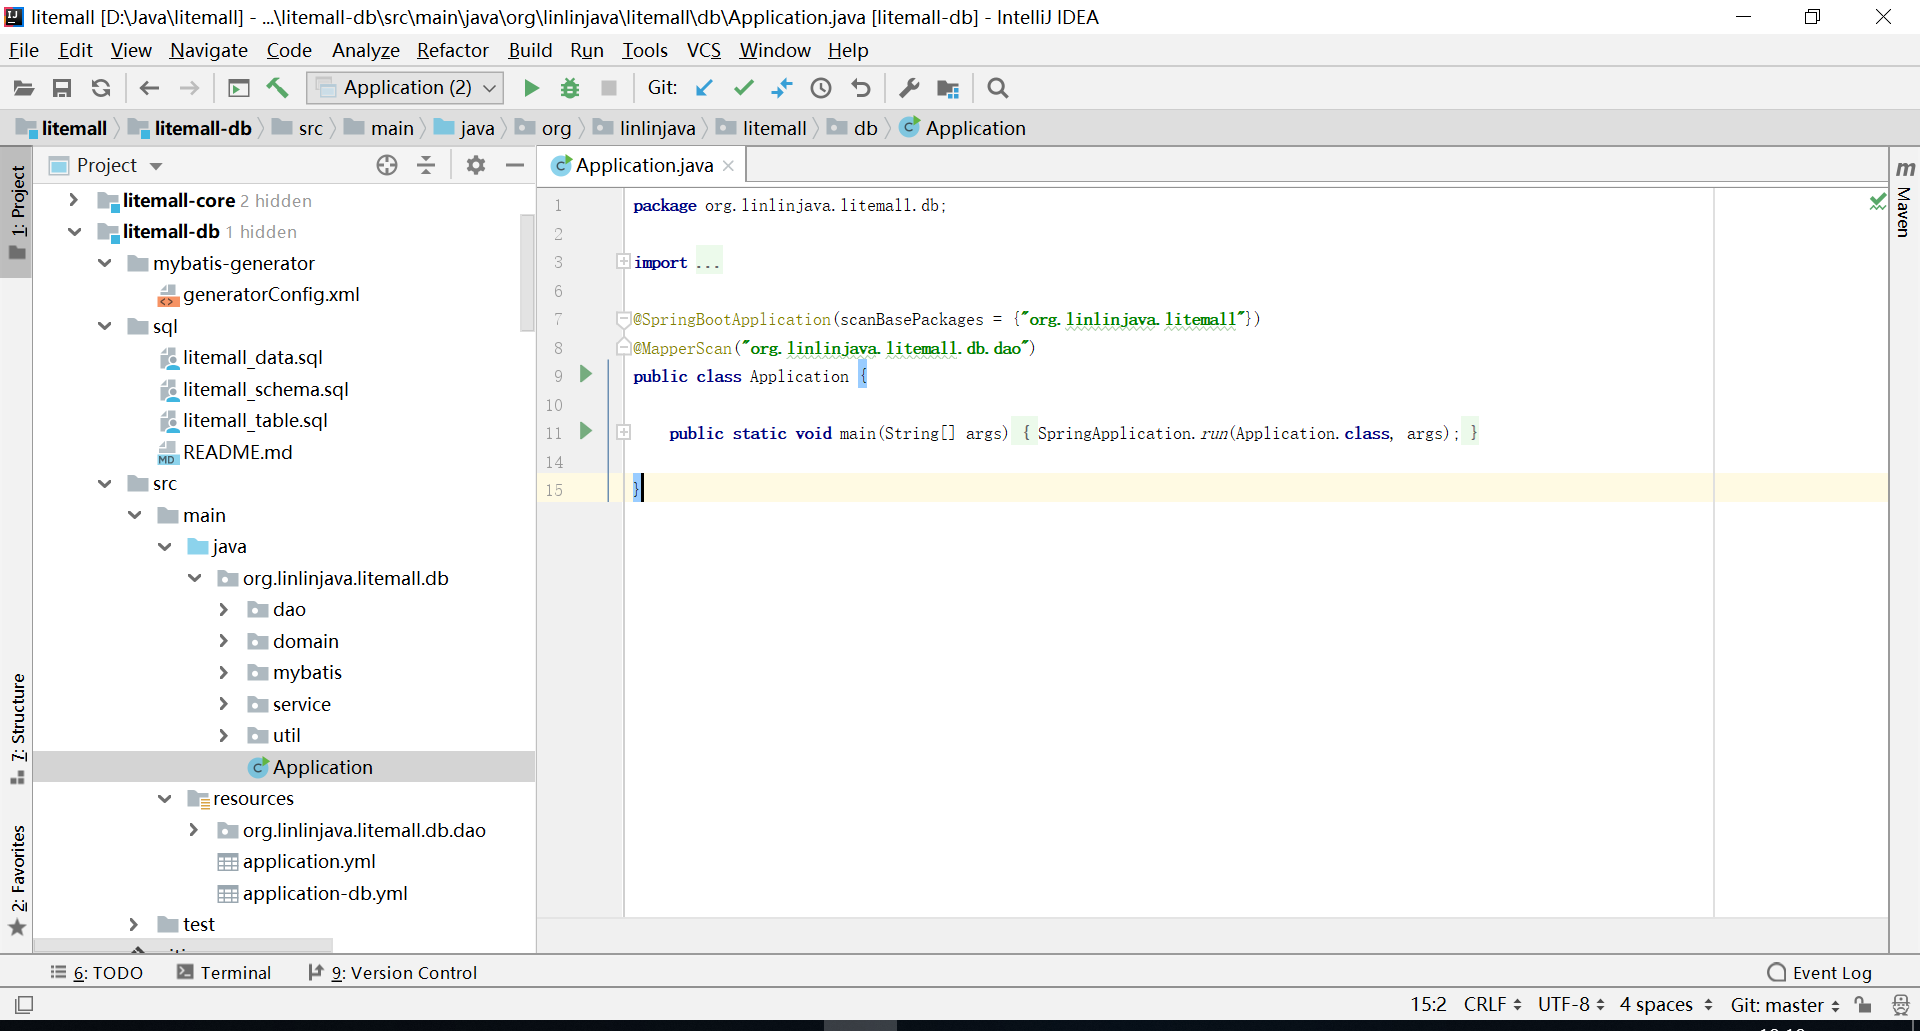 litemall [D:\Java\litemall] - ...\litemall-db\src\main\java\org\linlinjava\litemall\db\Application.java [litemall-db] - IntelliJ IDEA
File Edit View Navigate Code Analyze Refactor Build Run Tools VCS Window Help
Application (2) Git:
litemall litemall-db src main java org linlinjava litemall db Application
Project
Application.java
1: Project
7: Structure
2: Favorites
litemall-core 2 hidden
litemall-db 1 hidden
mybatis-generator
generatorConfig.xml
sql
litemall_data.sql
litemall_schema.sql
litemall_table.sql
README.md
src
main
java
org.linlinjava.litemall.db
dao
domain
mybatis
service
util
Application
resources
org.linlinjava.litemall.db.dao
application.yml
application-db.yml
test
1 package org.linlinjava.litemall.db;
2
3 import ...
6
7 @SpringBootApplication(scanBasePackages = {"org.linlinjava.litemall"})
8 @MapperScan("org.linlinjava.litemall.db.dao")
9 public class Application {
10
11 public static void main(String[] args) { SpringApplication.run(Application.class, args); }
14
15 }
Maven
6: TODO Terminal 9: Version Control Event Log
15:2 CRLF UTF-8 4 spaces Git: master